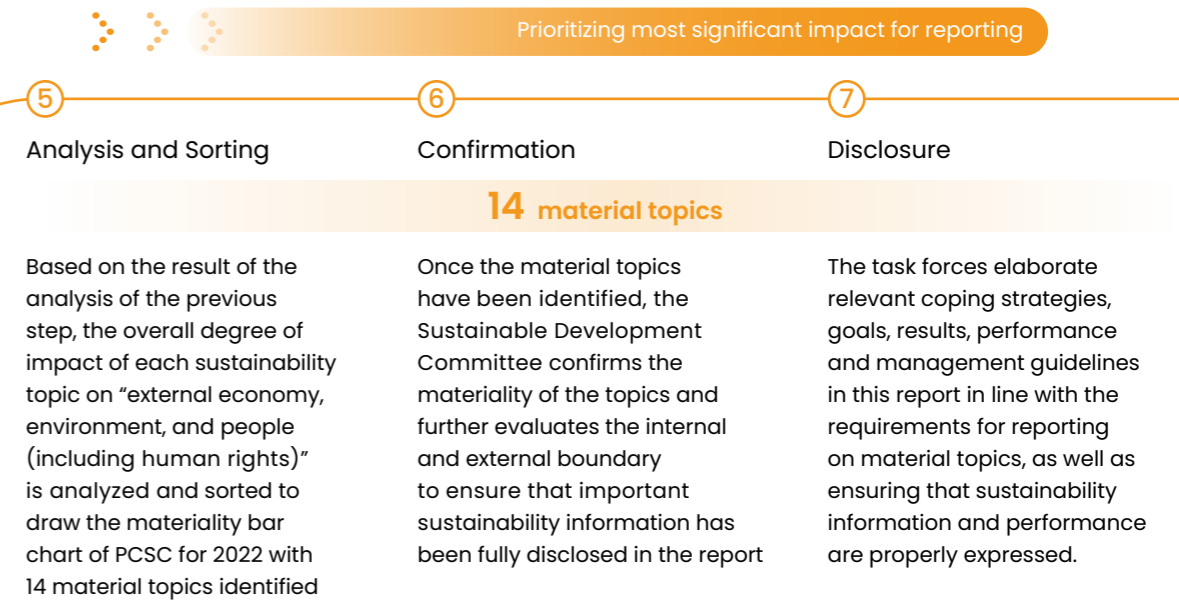 Prioritizing most significant impact for reporting
5
6
7
Analysis and Sorting
Confirmation
Disclosure
14 material topics
Based on the result of the
analysis of the previous
step, the overall degree of
impact of each sustainability
topic on “external economy,
environment, and people
(including human rights)”
is analyzed and sorted to
draw the materiality bar
chart of PCSC for 2022 with
14 material topics identified
Once the material topics
have been identified, the
Sustainable Development
Committee confirms the
materiality of the topics and
further evaluates the internal
and external boundary
to ensure that important
sustainability information has
been fully disclosed in the report
The task forces elaborate
relevant coping strategies,
goals, results, performance
and management guidelines
in this report in line with the
requirements for reporting
on material topics, as well as
ensuring that sustainability
information and performance
are properly expressed.